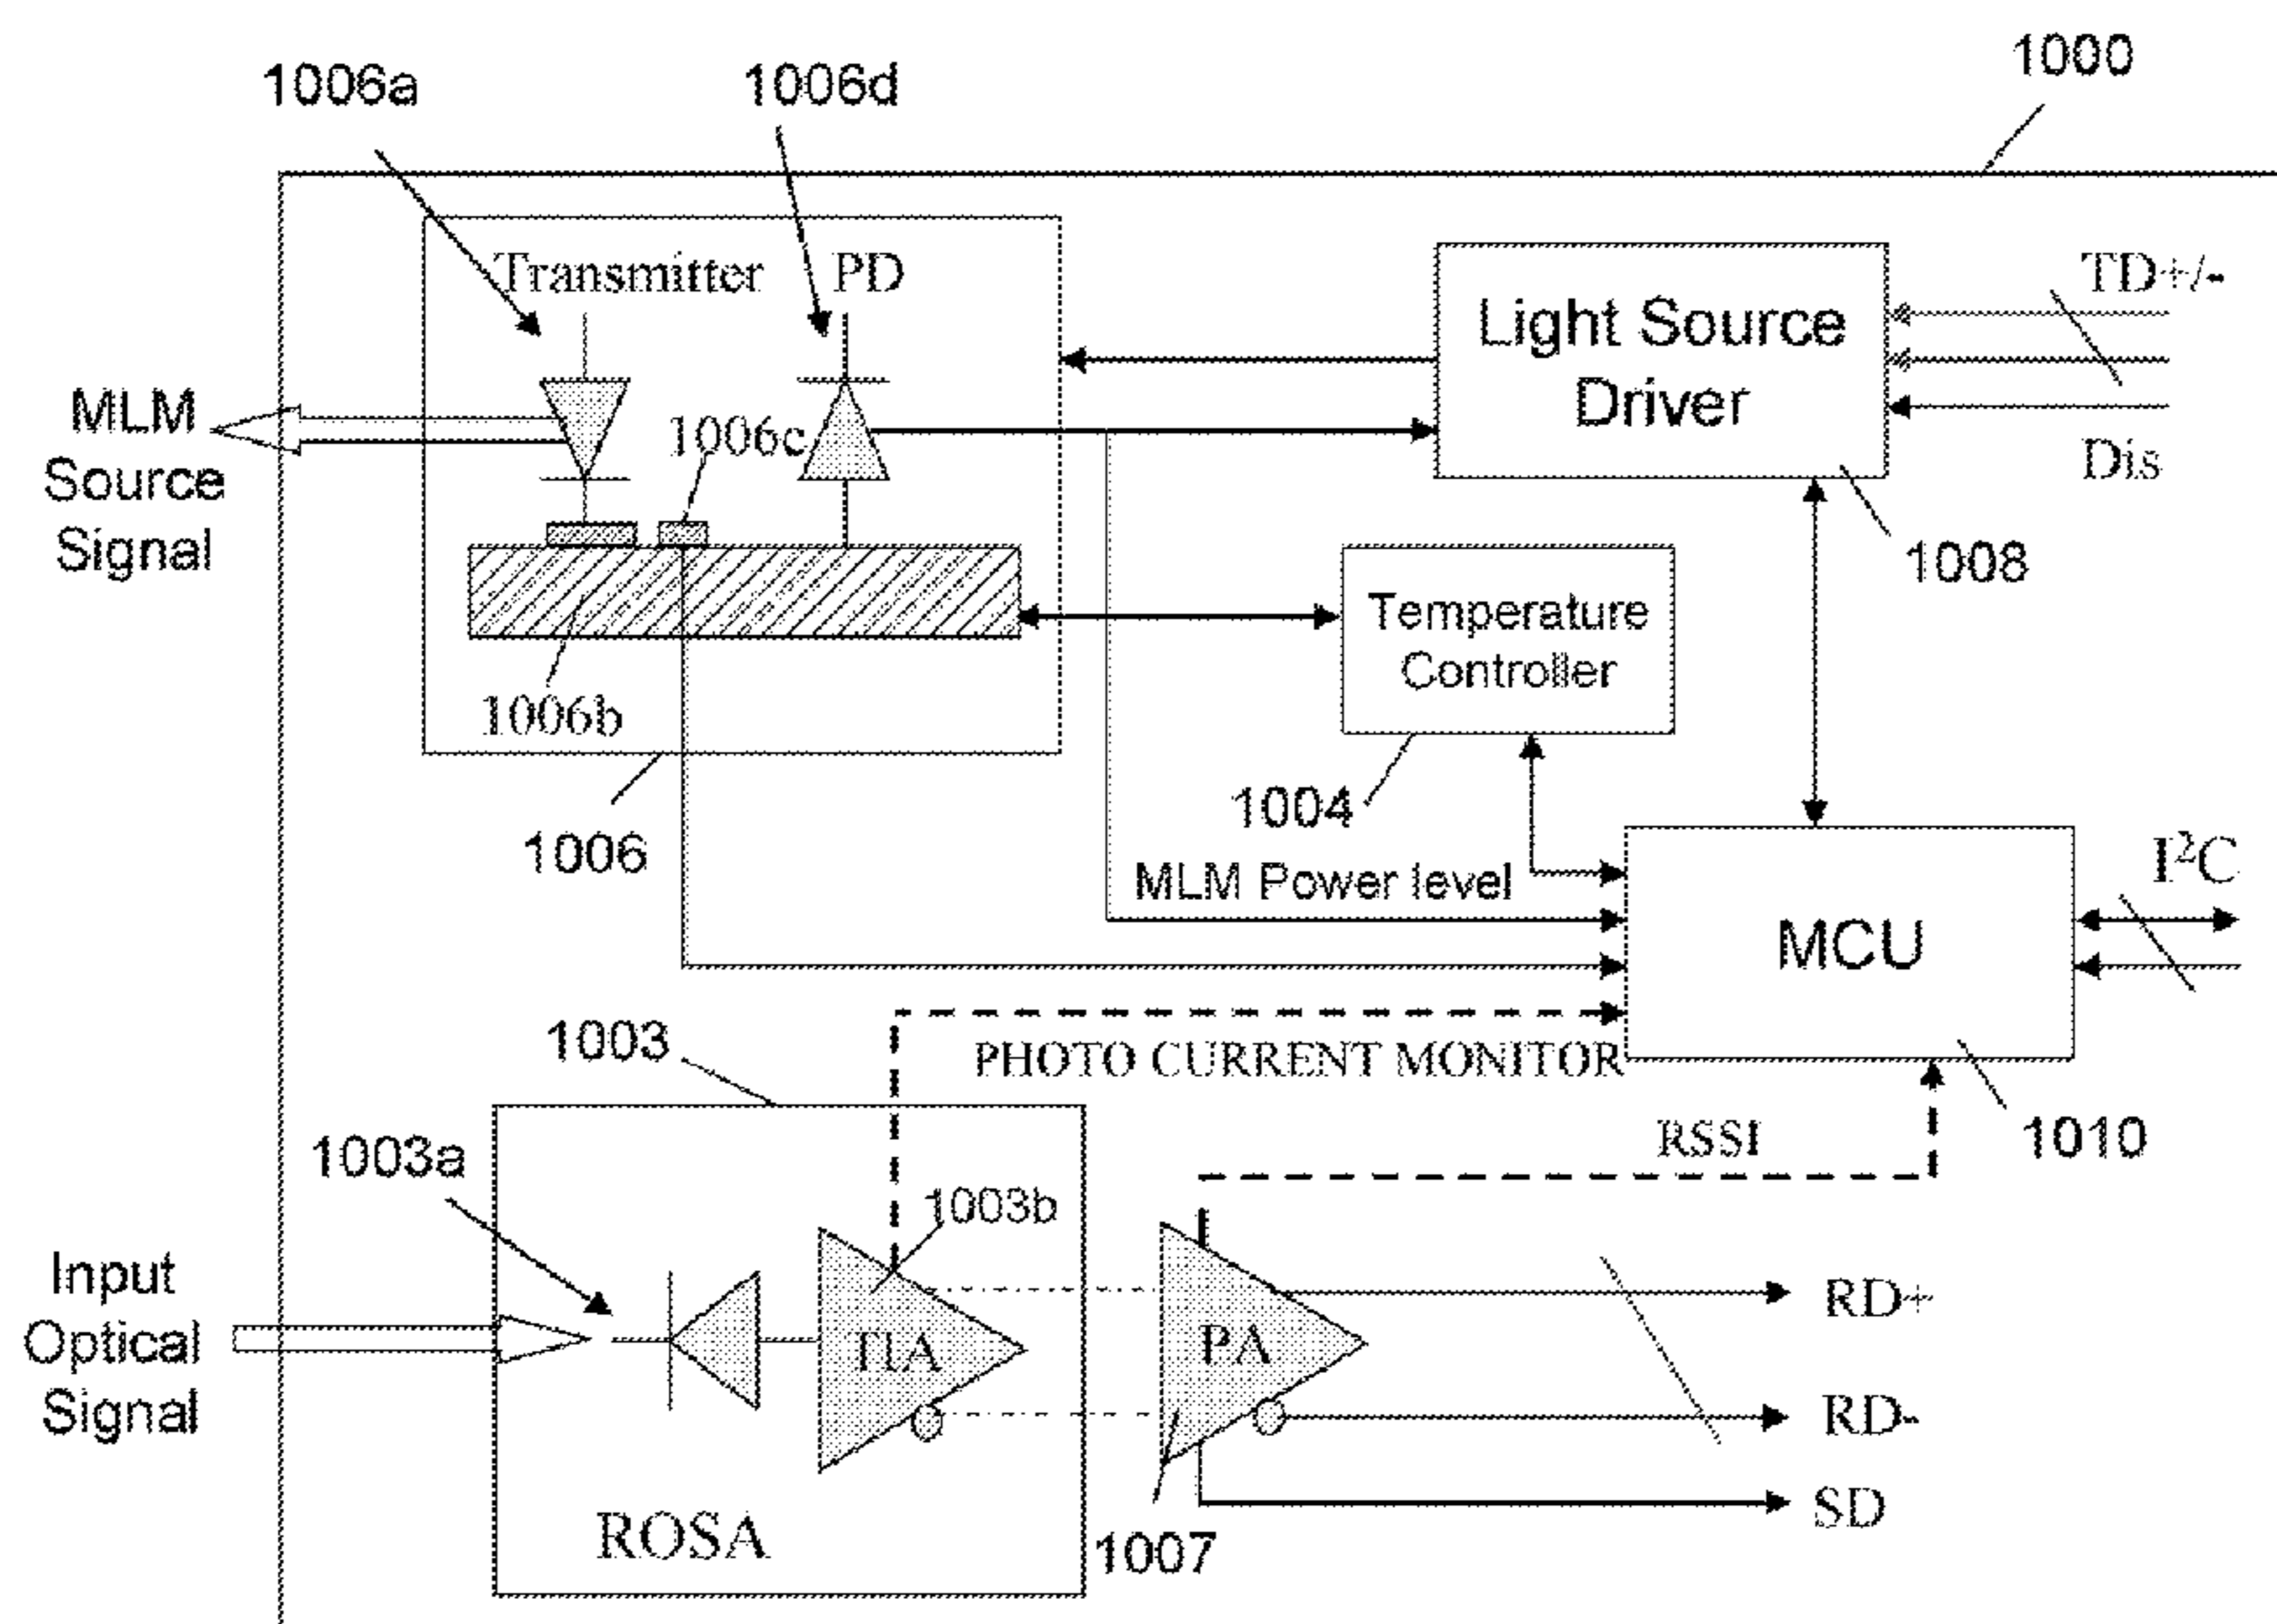 1000
1006a
1006d
Transmitter
PD
TD+/-
Light Source
Driver
Dis
MLM
Source
Signal
1006c
1008
Temperature
Controller
1006b
1004
1006
MLM Power level
I²C
MCU
1003
PHOTO CURRENT MONITOR
1010
RSSI
1003a
1003b
Input
Optical
Signal
TIA
PA
RD+
RD-
SD
ROSA
1007